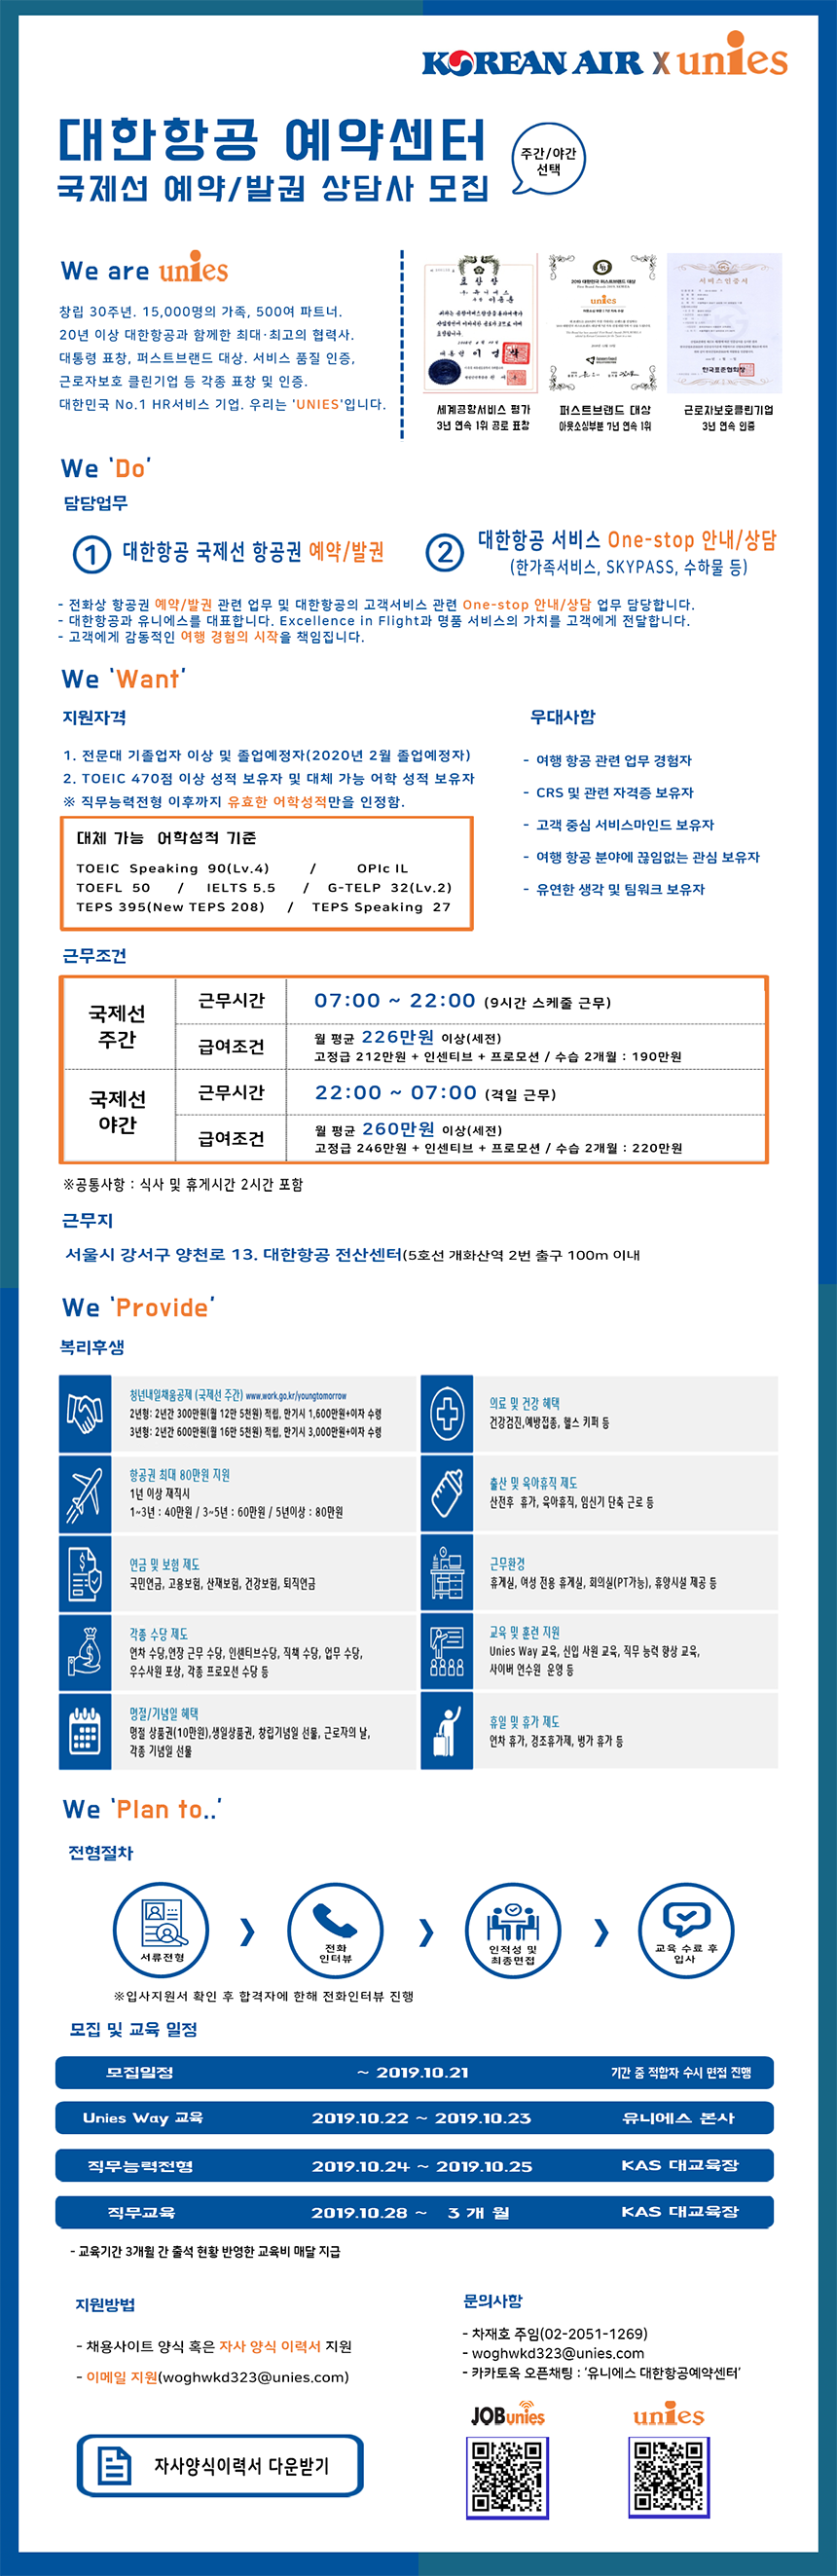 KOREAN AIR X unies
대한항공 예약센터
국제선 예약/발권 상담사 모집
주간/야간
선택
We are unies
창립 30주년. 15,000명의 가족, 500여 파트너.
20년 이상 대한항공과 함께한 최대·최고의 협력사.
대통령 표창, 퍼스트브랜드 대상. 서비스 품질 인증,
근로자보호 클린기업 등 각종 표창 및 인증.
대한민국 No.1 HR서비스 기업. 우리는 'UNIES'입니다.
표창장
2019 대한민국 퍼스트브랜드 대상
unies
서비스인증서
한국표준협회장
세계공항서비스 평가
3년 연속 1위 공로 표창
퍼스트브랜드 대상
아웃소싱부분 7년 연속 1위
근로자보호클린기업
3년 연속 인증
We 'Do'
담당업무
1 대한항공 국제선 항공권 예약/발권
2 대한항공 서비스 One-stop 안내/상담
(한가족서비스, SKYPASS, 수하물 등)
- 전화상 항공권 예약/발권 관련 업무 및 대한항공의 고객서비스 관련 One-stop 안내/상담 업무 담당합니다.
- 대한항공과 유니에스를 대표합니다. Excellence in Flight과 명품 서비스의 가치를 고객에게 전달합니다.
- 고객에게 감동적인 여행 경험의 시작을 책임집니다.
We 'Want'
지원자격
1. 전문대 기졸업자 이상 및 졸업예정자(2020년 2월 졸업예정자)
2. TOEIC 470점 이상 성적 보유자 및 대체 가능 어학 성적 보유자
※ 직무능력전형 이후까지 유효한 어학성적만을 인정함.
대체 가능 어학성적 기준
TOEIC Speaking 90(Lv.4) / OPIc IL
TOEFL 50 / IELTS 5.5 / G-TELP 32(Lv.2)
TEPS 395(New TEPS 208) / TEPS Speaking 27
우대사항
- 여행 항공 관련 업무 경험자
- CRS 및 관련 자격증 보유자
- 고객 중심 서비스마인드 보유자
- 여행 항공 분야에 끊임없는 관심 보유자
- 유연한 생각 및 팀워크 보유자
근무조건
국제선
주간
근무시간 07:00 ~ 22:00 (9시간 스케줄 근무)
급여조건 월 평균 226만원 이상(세전)
고정급 212만원 + 인센티브 + 프로모션 / 수습 2개월 : 190만원
국제선
야간
근무시간 22:00 ~ 07:00 (격일 근무)
급여조건 월 평균 260만원 이상(세전)
고정급 246만원 + 인센티브 + 프로모션 / 수습 2개월 : 220만원
※공통사항 : 식사 및 휴게시간 2시간 포함
근무지
서울시 강서구 양천로 13. 대한항공 전산센터(5호선 개화산역 2번 출구 100m 이내
We 'Provide'
복리후생
청년내일채움공제 (국제선 주간) www.work.go.kr/youngtomorrow
2년형: 2년간 300만원(월 12만 5천원) 적립, 만기시 1,600만원+이자 수령
3년형: 2년간 600만원(월 16만 5천원) 적립, 만기시 3,000만원+이자 수령
의료 및 건강 혜택
건강검진,예방접종, 헬스 키퍼 등
항공권 최대 80만원 지원
1년 이상 재직시
1~3년 : 40만원 / 3~5년 : 60만원 / 5년이상 : 80만원
출산 및 육아휴직 제도
산전후 휴가, 육아휴직, 임신기 단축 근로 등
연금 및 보험 제도
국민연금, 고용보험, 산재보험, 건강보험, 퇴직연금
근무환경
휴게실, 여성 전용 휴게실, 회의실(PT가능), 휴양시설 제공 등
각종 수당 제도
연차 수당,연장 근무 수당, 인센티브수당, 직책 수당, 업무 수당,
우수사원 포상, 각종 프로모션 수당 등
교육 및 훈련 지원
Unies Way 교육, 신입 사원 교육, 직무 능력 향상 교육,
사이버 연수원 운영 등
명절/기념일 혜택
명절 상품권(10만원),생일상품권, 창립기념일 선물, 근로자의 날,
각종 기념일 선물
휴일 및 휴가 제도
연차 휴가, 경조휴가제, 병가 휴가 등
We 'Plan to..'
전형절차
서류전형
전화
인터뷰
인적성 및
최종면접
교육 수료 후
입사
※입사지원서 확인 후 합격자에 한해 전화인터뷰 진행
모집 및 교육 일정
모집일정 ~ 2019.10.21 기간 중 적합자 수시 면접 진행
Unies Way 교육 2019.10.22 ~ 2019.10.23 유니에스 본사
직무능력전형 2019.10.24 ~ 2019.10.25 KAS 대교육장
직무교육 2019.10.28 ~ 3 개 월 KAS 대교육장
- 교육기간 3개월 간 출석 현황 반영한 교육비 매달 지급
지원방법
- 채용사이트 양식 혹은 자사 양식 이력서 지원
- 이메일 지원(woghwkd323@unies.com)
문의사항
- 차재호 주임(02-2051-1269)
- woghwkd323@unies.com
- 카카토옥 오픈채팅 : '유니에스 대한항공예약센터'
자사양식이력서 다운받기
JOBunies
unies